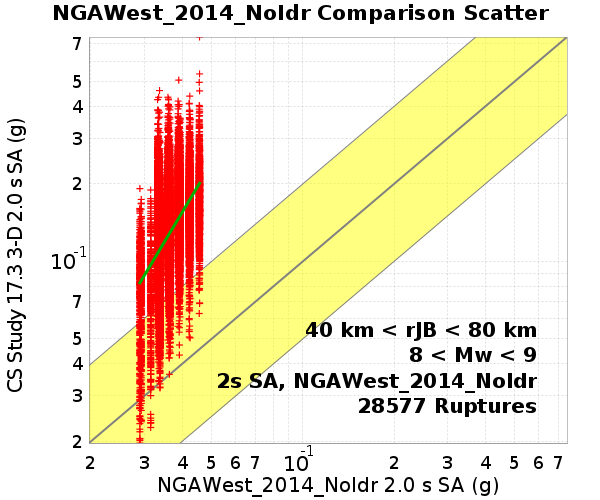 NGAWest_2014_NoIdr Comparison Scatter
CS Study 17.3 3-D 2.0 s SA (g)
7
5
4
3
2
10-1
7
5
4
3
2
40 km < rJB < 80 km
8 < Mw < 9
2s SA, NGAWest_2014_NoIdr
28577 Ruptures
2 3 4 5 6 7 10-1 2 3 4 5 6 7
NGAWest_2014_NoIdr 2.0 s SA (g)